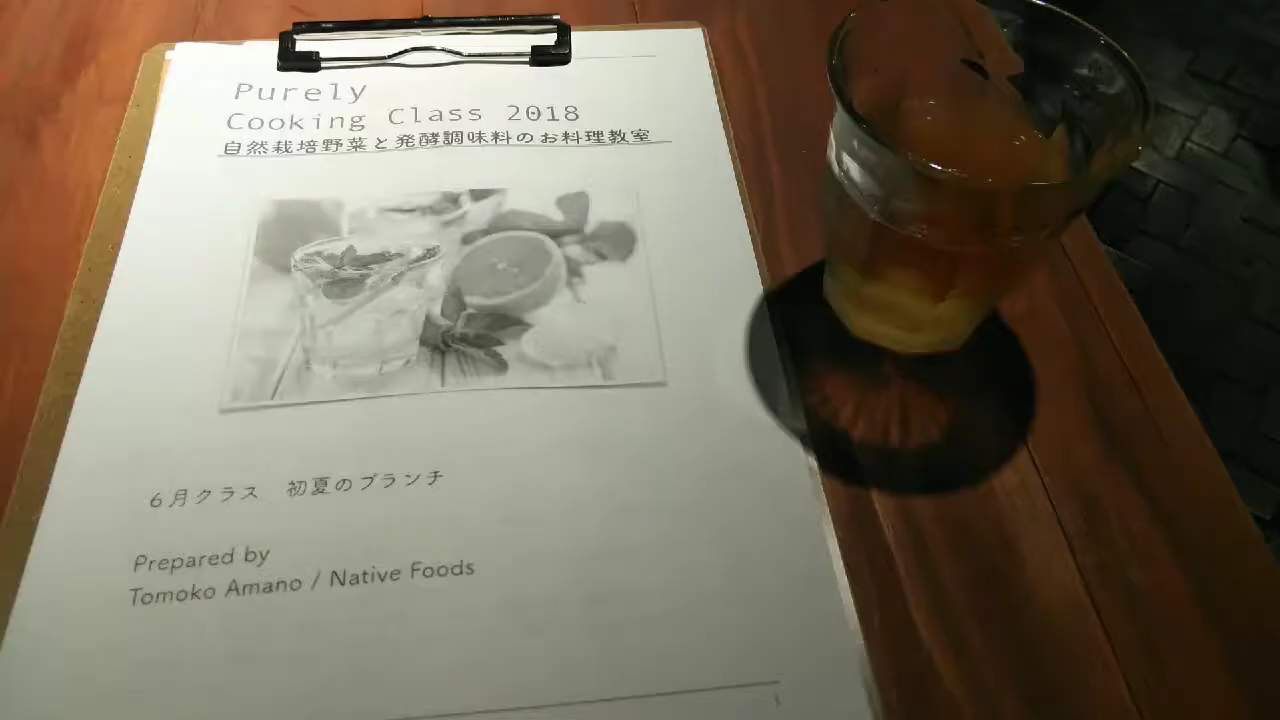 Purely
Cooking Class 2018
自然栽培野菜と発酵調味料のお料理教室
6月クラス 初夏のブランチ
Prepared by
Tomoko Amano / Native Foods
1